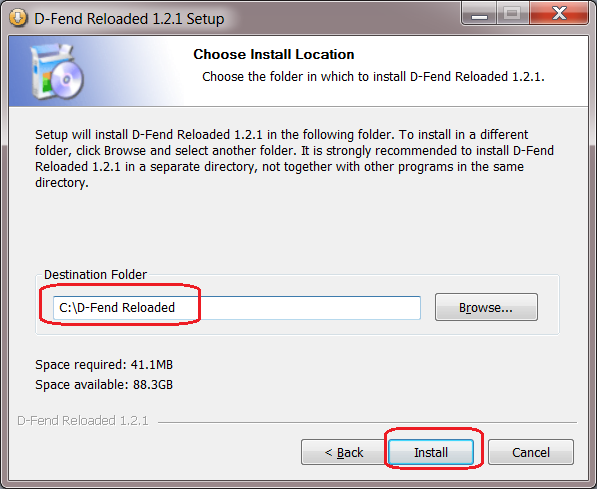 D-Fend Reloaded 1.2.1 Setup
Choose Install Location
Choose the folder in which to install D-Fend Reloaded 1.2.1.
Setup will install D-Fend Reloaded 1.2.1 in the following folder. To install in a different
folder, click Browse and select another folder. It is strongly recommended to install D-Fend
Reloaded 1.2.1 in a separate directory, not together with other programs in the same
directory.
Destination Folder
C:\D-Fend Reloaded
Browse...
Space required: 41.1MB
Space available: 88.3GB
D-Fend Reloaded 1.2.1
< Back
Install
Cancel